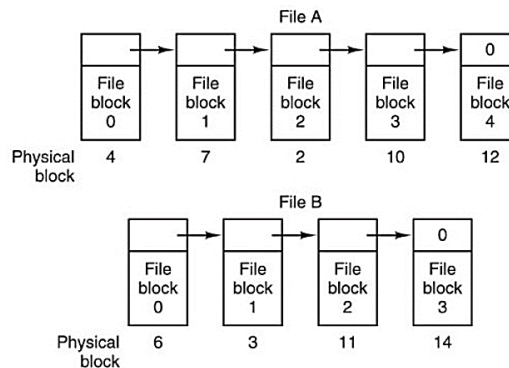 File A
0
File block 0
File block 1
File block 2
File block 3
File block 4
Physical block
4 7 2 10 12
File B
0
File block 0
File block 1
File block 2
File block 3
Physical block
6 3 11 14